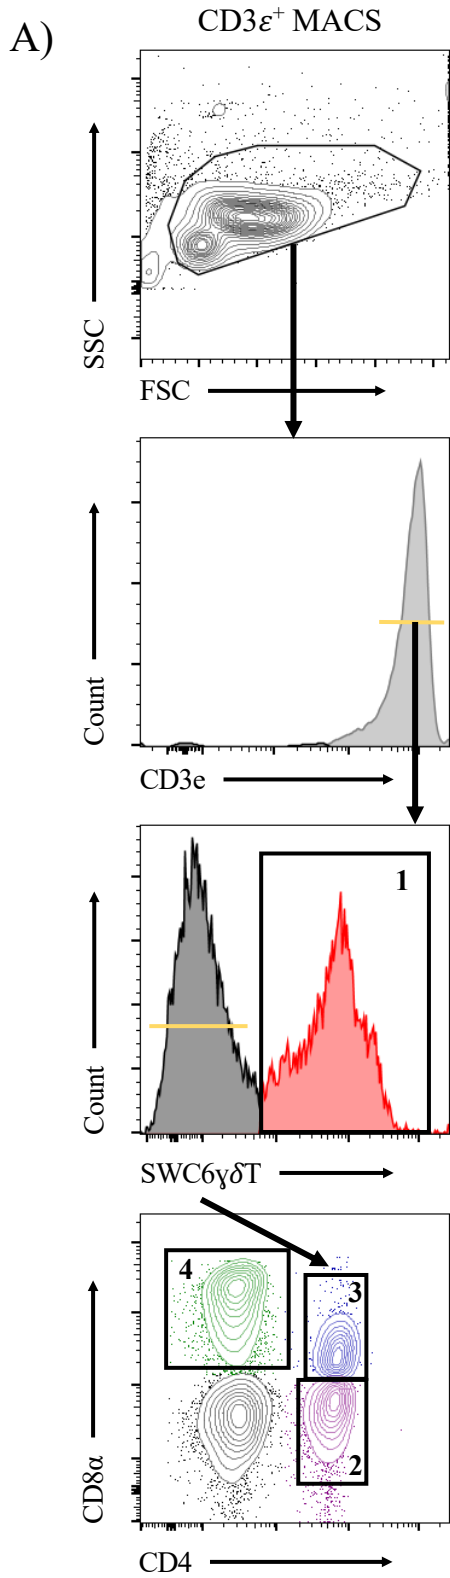 A)
CD3ε⁺ MACS
SSC
FSC
Count
CD3e
1
Count
SWC6γδT
4
3
2
CD8α
CD4